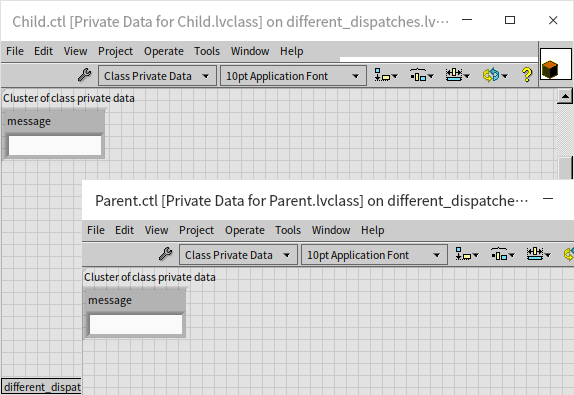 Child.ctl [Private Data for Child.lvclass] on different_dispatches.lv...
File Edit View Project Operate Tools Window Help
Class Private Data 10pt Application Font ?
Cluster of class private data
message
Parent.ctl [Private Data for Parent.lvclass] on different_dispatche...
File Edit View Project Operate Tools Window Help
Class Private Data 10pt Application Font
Cluster of class private data
message
different_dispat